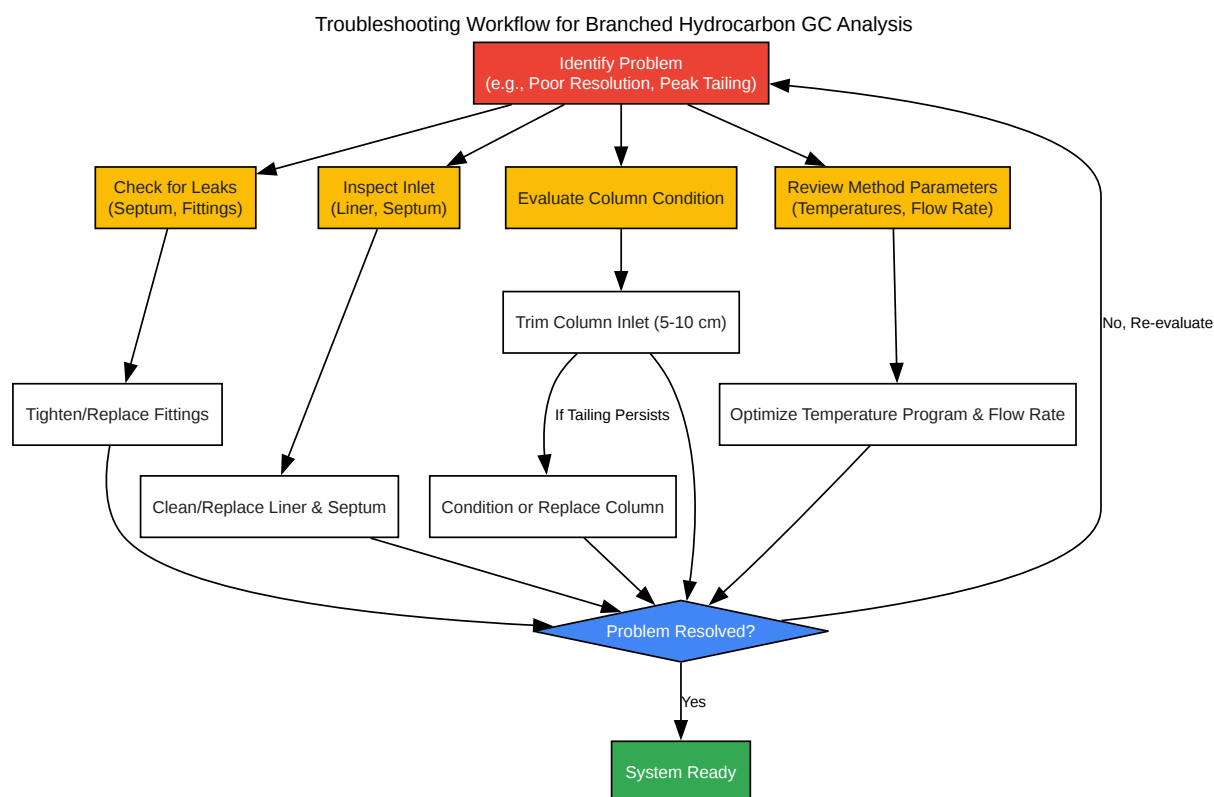 Troubleshooting Workflow for Branched Hydrocarbon GC Analysis
Identify Problem
(e.g., Poor Resolution, Peak Tailing)
Check for Leaks
(Septum, Fittings)
Inspect Inlet
(Liner, Septum)
Evaluate Column Condition
Review Method Parameters
(Temperatures, Flow Rate)
Trim Column Inlet (5-10 cm)
No, Re-evaluate
Tighten/Replace Fittings
If Tailing Persists
Optimize Temperature Program & Flow Rate
Clean/Replace Liner & Septum
Condition or Replace Column
Problem Resolved?
Yes
System Ready